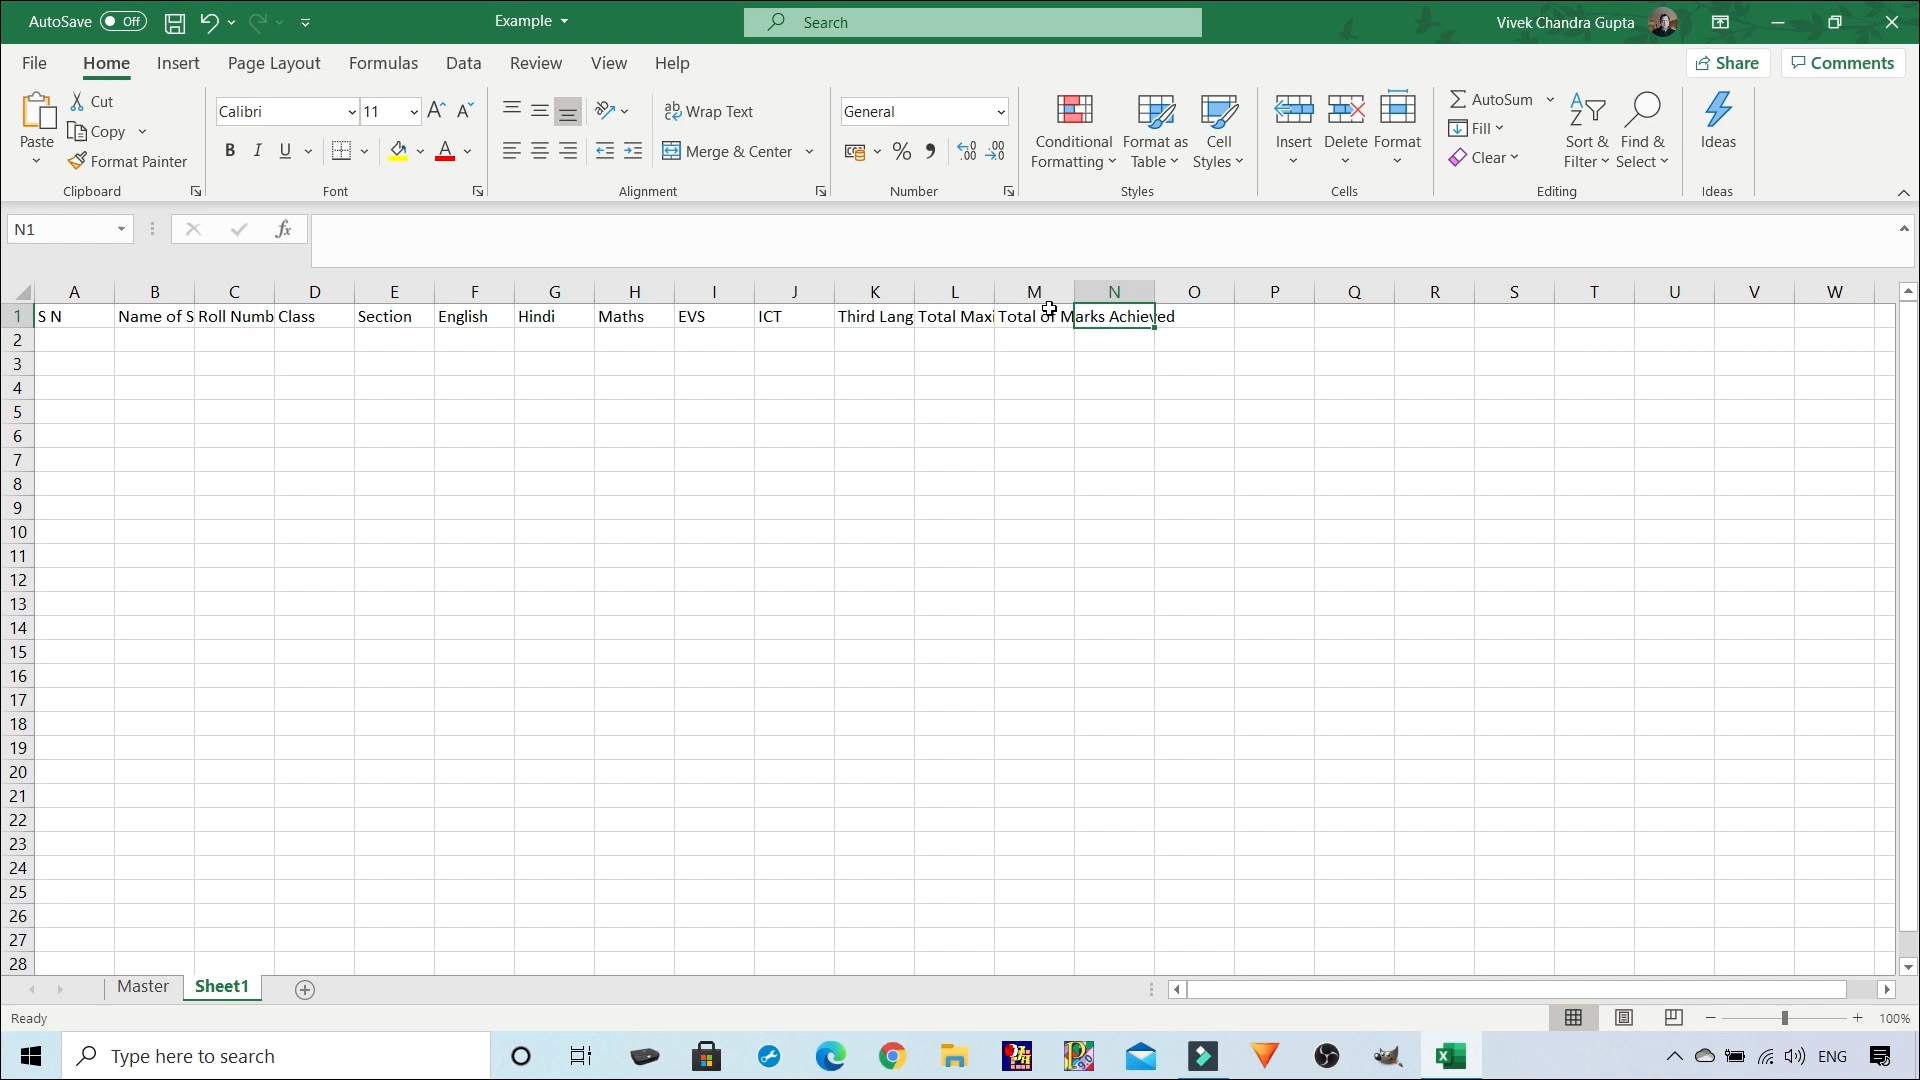 AutoSave Off Example Search Vivek Chandra Gupta
File Home Insert Page Layout Formulas Data Review View Help Share Comments
Cut
Copy
Format Painter
Paste
Clipboard
Calibri 11
B I U A
Font
Wrap Text
Merge & Center
Alignment
General
%
Number
Conditional Formatting
Format as Table
Cell Styles
Styles
Insert Delete Format
Cells
AutoSum
Fill
Clear
Sort & Filter
Find & Select
Editing
Ideas
Ideas
N1 fx
A B C D E F G H I J K L M N O P Q R S T U V W
1 S N Name of S Roll Numb Class Section English Hindi Maths EVS ICT Third Lang Total Maxi Total of Marks Achieved
2
3
4
5
6
7
8
9
10
11
12
13
14
15
16
17
18
19
20
21
22
23
24
25
26
27
28
Master Sheet1
Ready 100%
Type here to search ENG